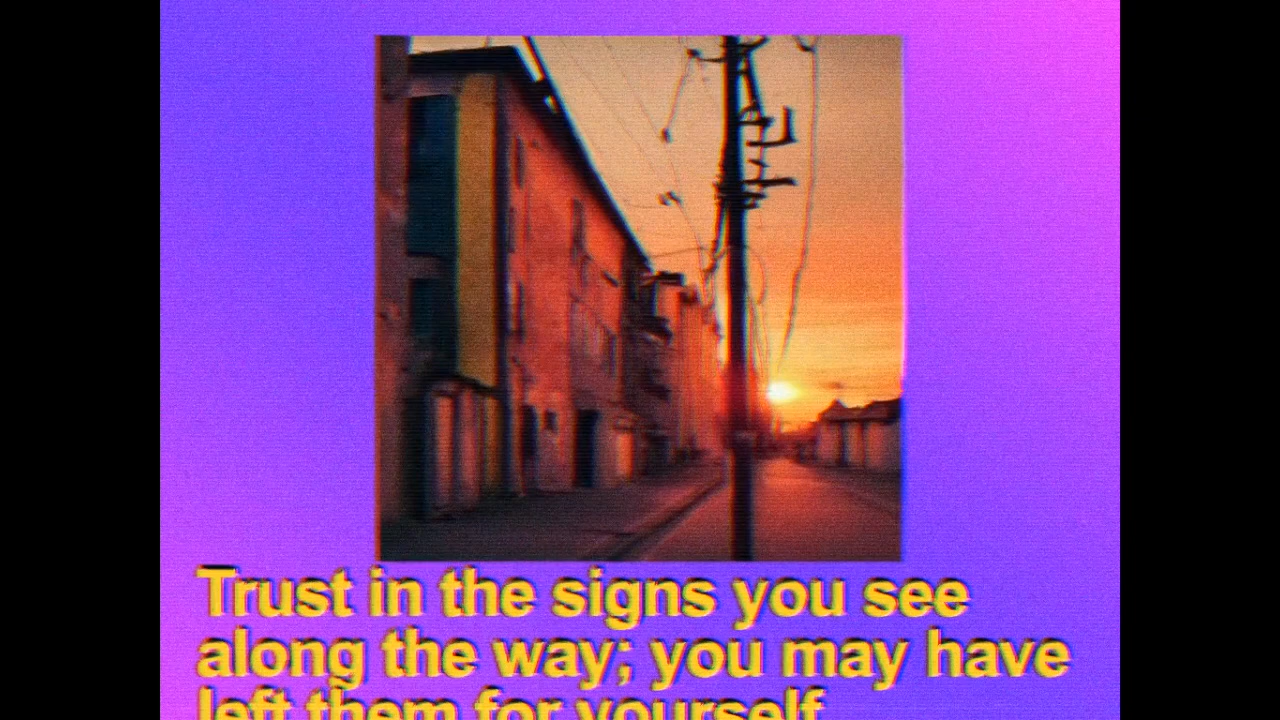 Trust in the signs you see
along the way; you may have
left them for yourself